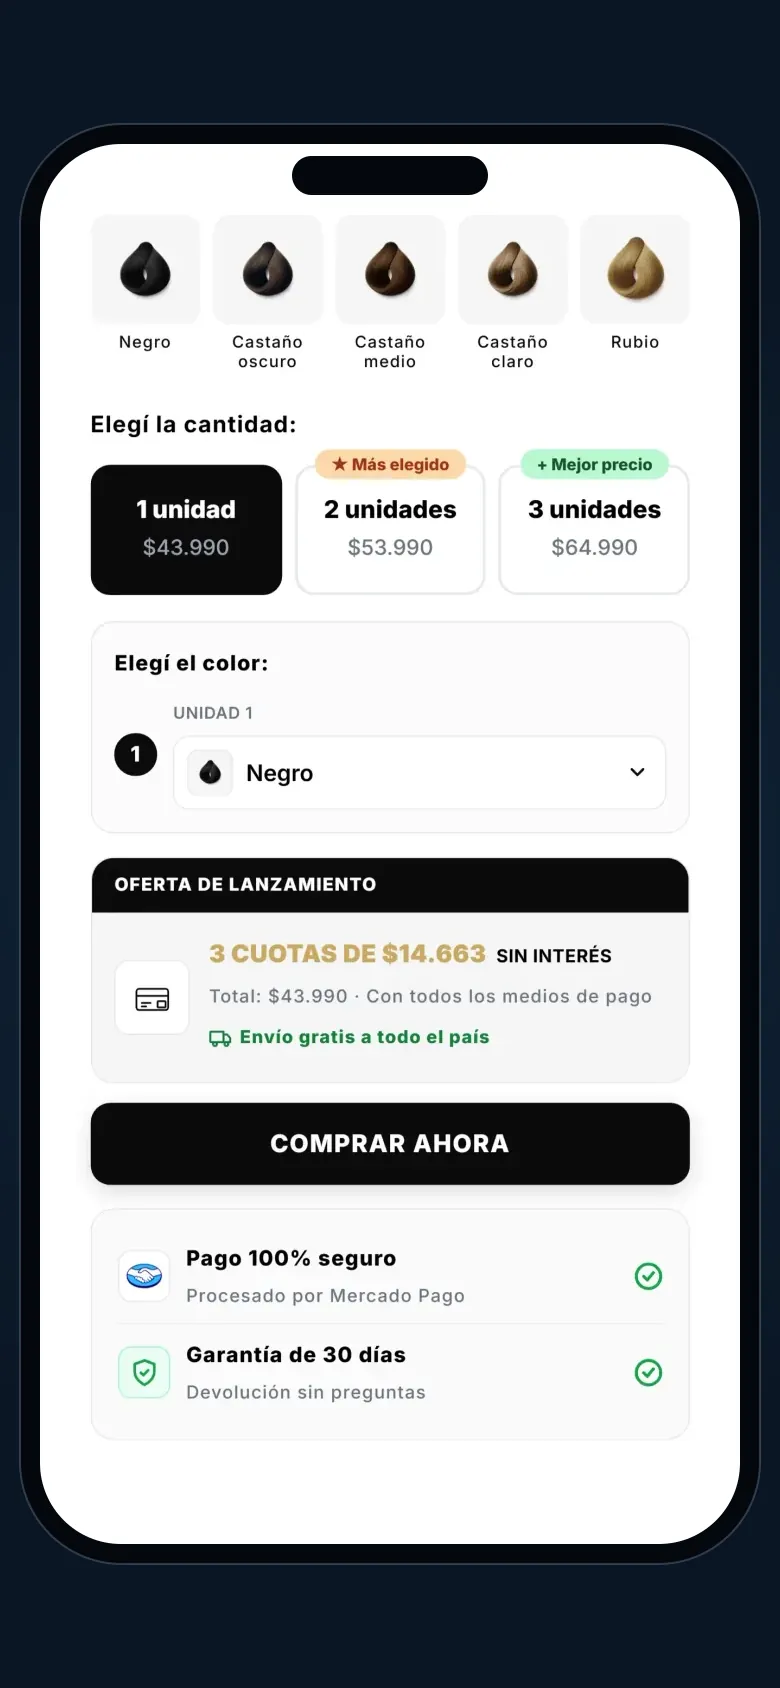 Negro
Castaño
oscuro
Castaño
medio
Castaño
claro
Rubio
Elegí la cantidad:
★ Más elegido
+ Mejor precio
1 unidad
$43.990
2 unidades
$53.990
3 unidades
$64.990
Elegí el color:
UNIDAD 1
1
Negro
OFERTA DE LANZAMIENTO
3 CUOTAS DE $14.663 SIN INTERÉS
Total: $43.990 · Con todos los medios de pago
Envío gratis a todo el país
COMPRAR AHORA
Pago 100% seguro
Procesado por Mercado Pago
Garantía de 30 días
Devolución sin preguntas